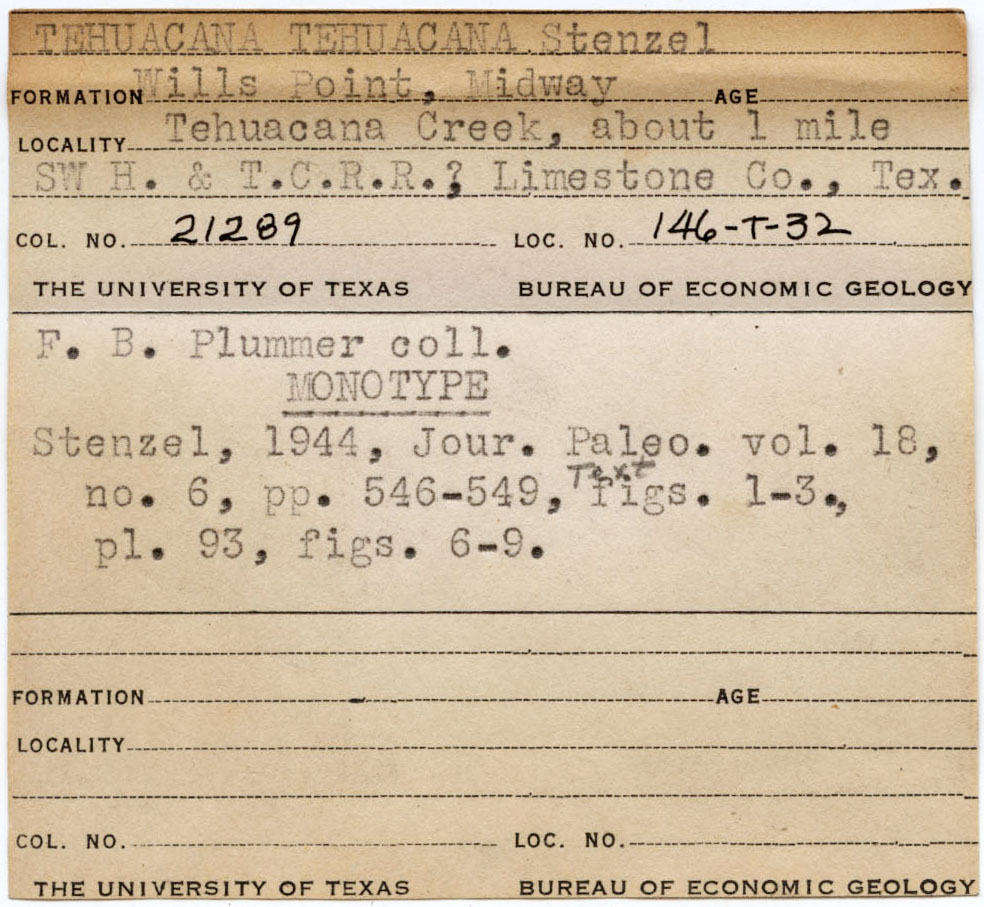 TEHUACANA TEHUACANA Stenzel
FORMATION Wills Point, Midway AGE
LOCALITY Tehuacana Creek, about 1 mile
SW H. & T.C.R.R.? Limestone Co., Tex.
COL. NO. 21289 LOC. NO. 146-T-32
THE UNIVERSITY OF TEXAS BUREAU OF ECONOMIC GEOLOGY
F. B. Plummer coll.
MONOTYPE
Stenzel, 1944, Jour. Paleo. vol. 18,
no. 6, pp. 546-549, Text figs. 1-3.,
pl. 93, figs. 6-9.
FORMATION AGE
LOCALITY
COL. NO. LOC. NO.
THE UNIVERSITY OF TEXAS BUREAU OF ECONOMIC GEOLOGY